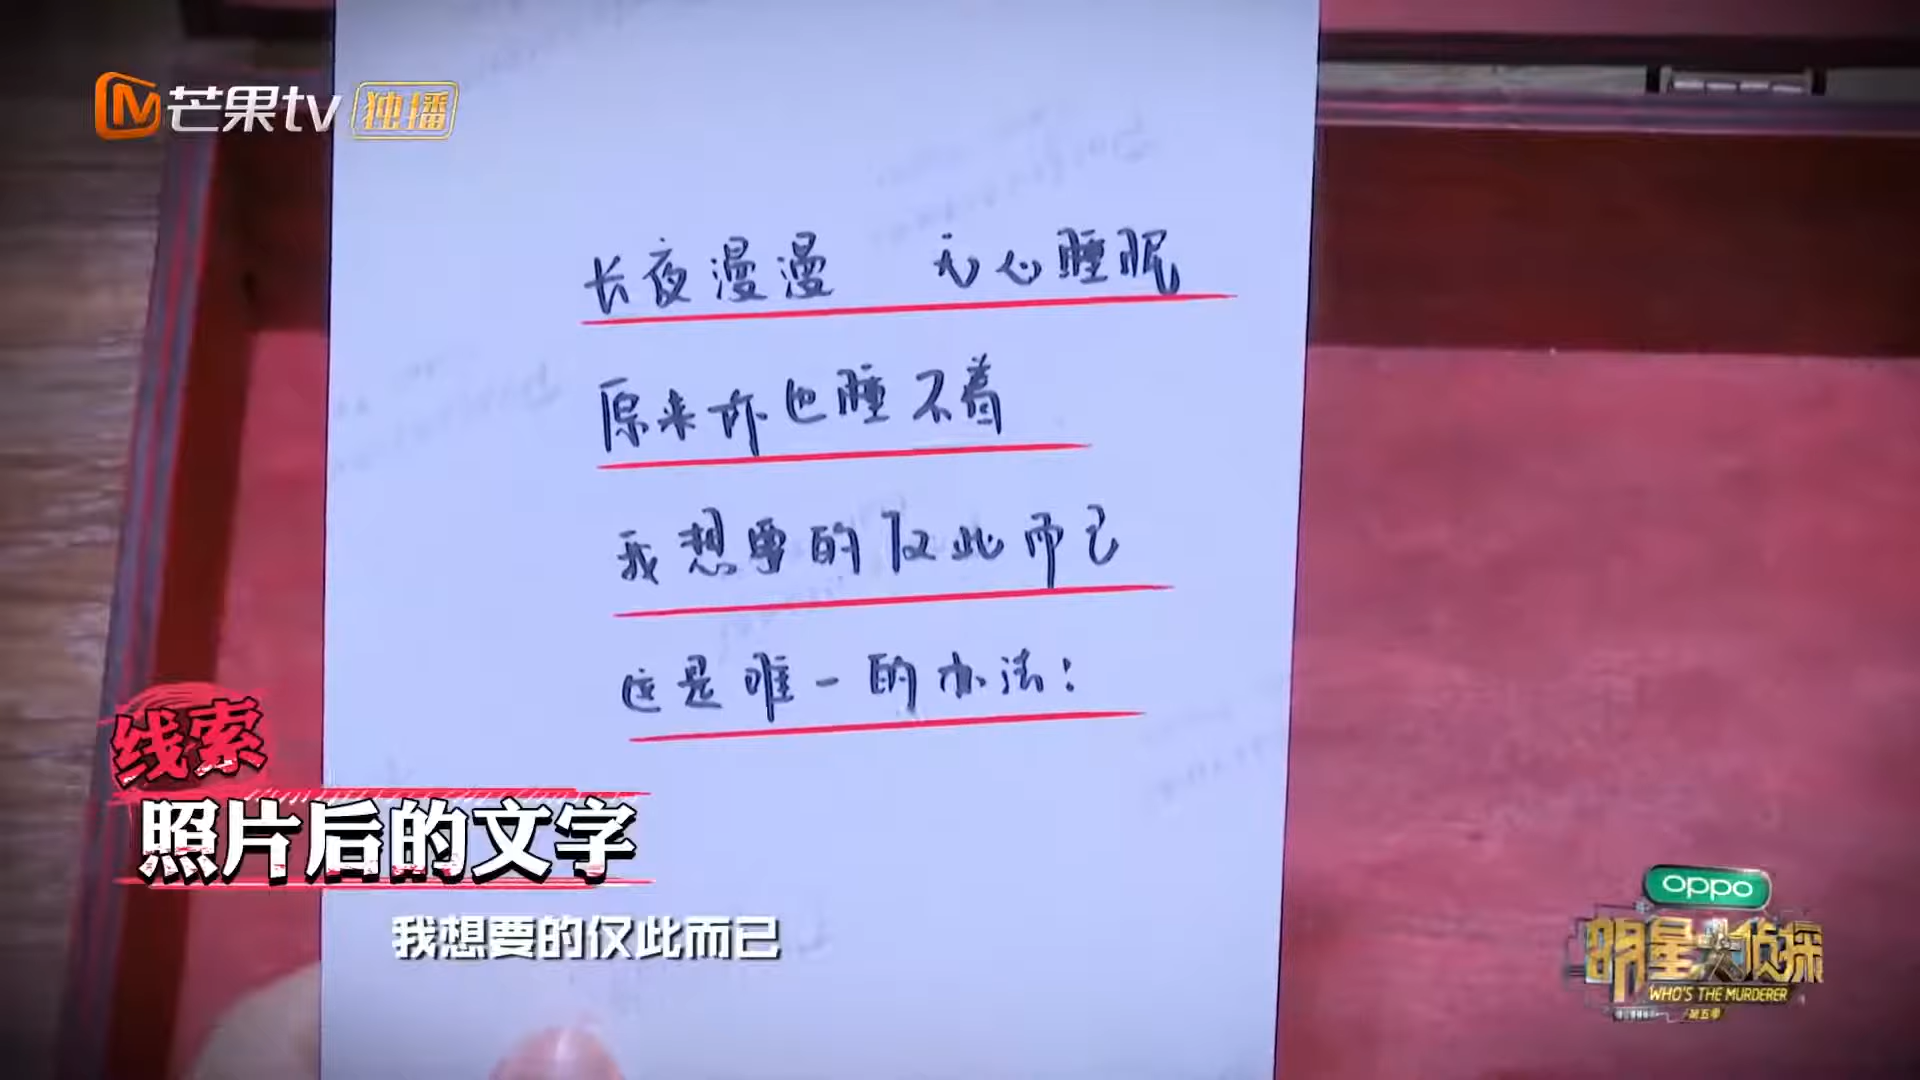 芒果tv 独播
长夜漫漫 无心睡眠
原来你也睡不着
我想要的仅此而已
这是唯一的办法：
线索
照片后的文字
我想要的仅此而已
oppo
明星大侦探
WHO'S THE MURDERER
第五季